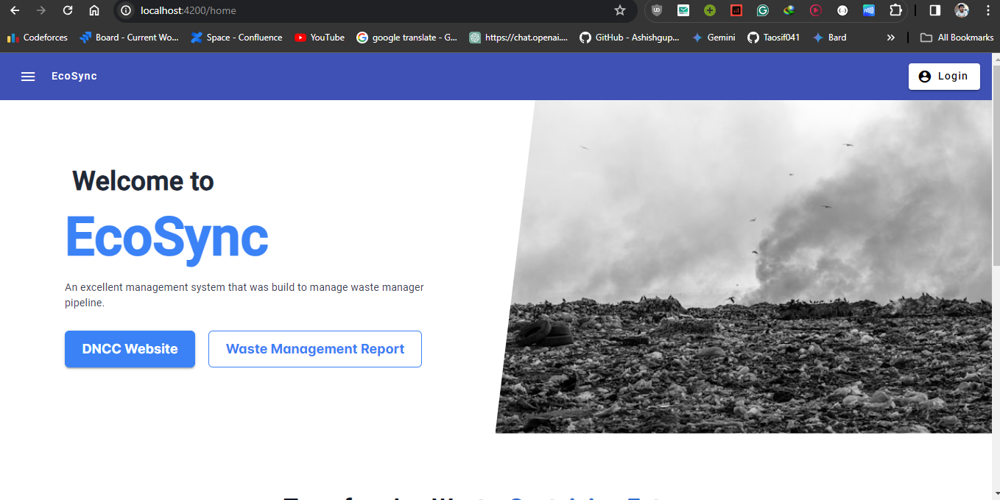 localhost:4200/home
Codeforces
Board - Current Wo...
Space - Confluence
YouTube
google translate - G...
https://chat.openai....
GitHub - Ashishgup...
Gemini
Taosif041
Bard
All Bookmarks
EcoSync
Login
Welcome to
EcoSync
An excellent management system that was build to manage waste manager
pipeline.
DNCC Website
Waste Management Report